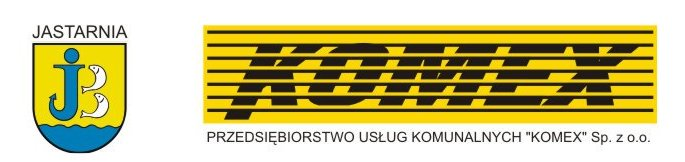 JASTARNIA
KOMEX
PRZEDSIĘBIORSTWO USŁUG KOMUNALNYCH "KOMEX" Sp. z o.o.